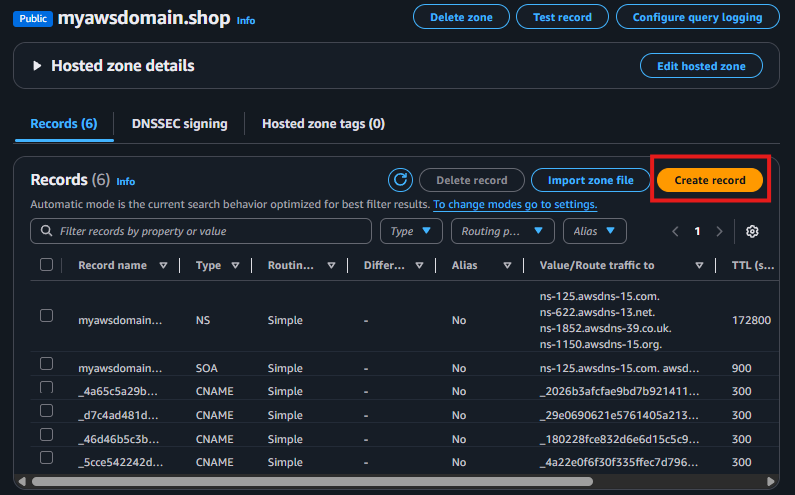 Public myawsdomain.shop Info Delete zone Test record Configure query logging
Hosted zone details Edit hosted zone
Records (6) DNSSEC signing Hosted zone tags (0)
Records (6) Info Delete record Import zone file Create record
Automatic mode is the current search behavior optimized for best filter results. To change modes go to settings.
Filter records by property or value Type Routing p... Alias 1
Record name Type Routin... Differ... Alias Value/Route traffic to TTL (s...
ns-125.awsdns-15.com.
ns-622.awsdns-13.net.
myawsdomain... NS Simple - No 172800
ns-1852.awsdns-39.co.uk.
ns-1150.awsdns-15.org.
myawsdomain... SOA Simple - No ns-125.awsdns-15.com. awsd... 900
_4a65c5a29b... CNAME Simple - No _2026b3afcfae9bd7b921411... 300
_d7c4ad481d... CNAME Simple - No _29e0690621e5761405a213... 300
_46d46b5c3b... CNAME Simple - No _180228fce832d6e6d15c5c9... 300
_5cce542242d... CNAME Simple - No _4a22e0f6f30f335ffec7d796... 300